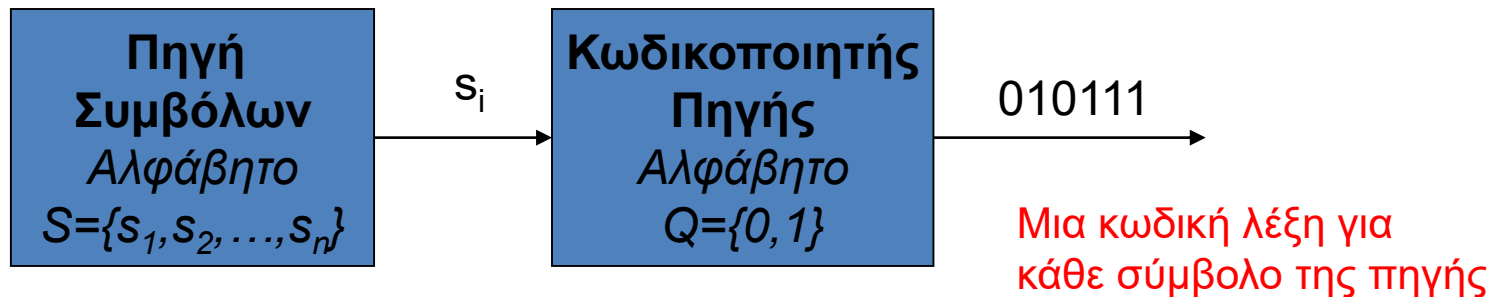 Πηγή
Συμβόλων
Αλφάβητο
S={s₁,s₂,…,sₙ}
sᵢ
Κωδικοποιητής
Πηγής
Αλφάβητο
Q={0,1}
010111
Μια κωδική λέξη για
κάθε σύμβολο της πηγής